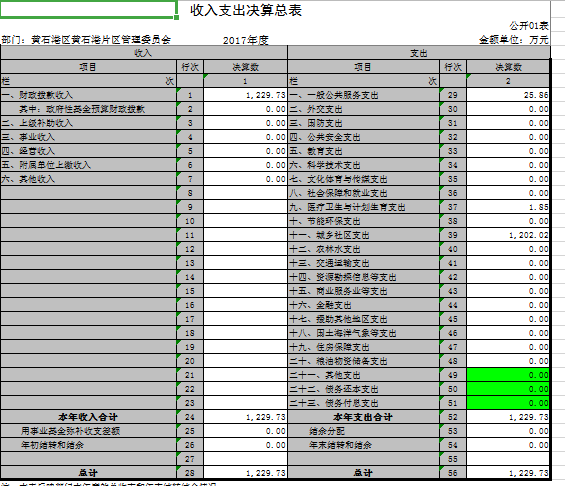 收入支出决算总表
公开01表
部门：黄石港区黄石港片区管理委员会 2017年度 金额单位：万元
收入 支出
项目 行次 决算数 项目 行次 决算数
栏 次 1 栏 次 2
一、财政拨款收入 1 1,229.73 一、一般公共服务支出 29 25.86
其中：政府性基金预算财政拨款 2 0.00 二、外交支出 30 0.00
二、上级补助收入 3 0.00 三、国防支出 31 0.00
三、事业收入 4 0.00 四、公共安全支出 32 0.00
四、经营收入 5 0.00 五、教育支出 33 0.00
五、附属单位上缴收入 6 0.00 六、科学技术支出 34 0.00
六、其他收入 7 0.00 七、文化体育与传媒支出 35 0.00
8 八、社会保障和就业支出 36 0.00
9 九、医疗卫生与计划生育支出 37 1.85
10 十、节能环保支出 38 0.00
11 十一、城乡社区支出 39 1,202.02
12 十二、农林水支出 40 0.00
13 十三、交通运输支出 41 0.00
14 十四、资源勘探信息等支出 42 0.00
15 十五、商业服务业等支出 43 0.00
16 十六、金融支出 44 0.00
17 十七、援助其他地区支出 45 0.00
18 十八、国土海洋气象等支出 46 0.00
19 十九、住房保障支出 47 0.00
20 二十、粮油物资储备支出 48 0.00
21 二十一、其他支出 49 0.00
22 二十二、债务还本支出 50 0.00
23 二十三、债务付息支出 51 0.00
本年收入合计 24 1,229.73 本年支出合计 52 1,229.73
用事业基金弥补收支差额 25 0.00 结余分配 53 0.00
年初结转和结余 26 0.00 年末结转和结余 54 0.00
27 55
总计 28 1,229.73 总计 56 1,229.73